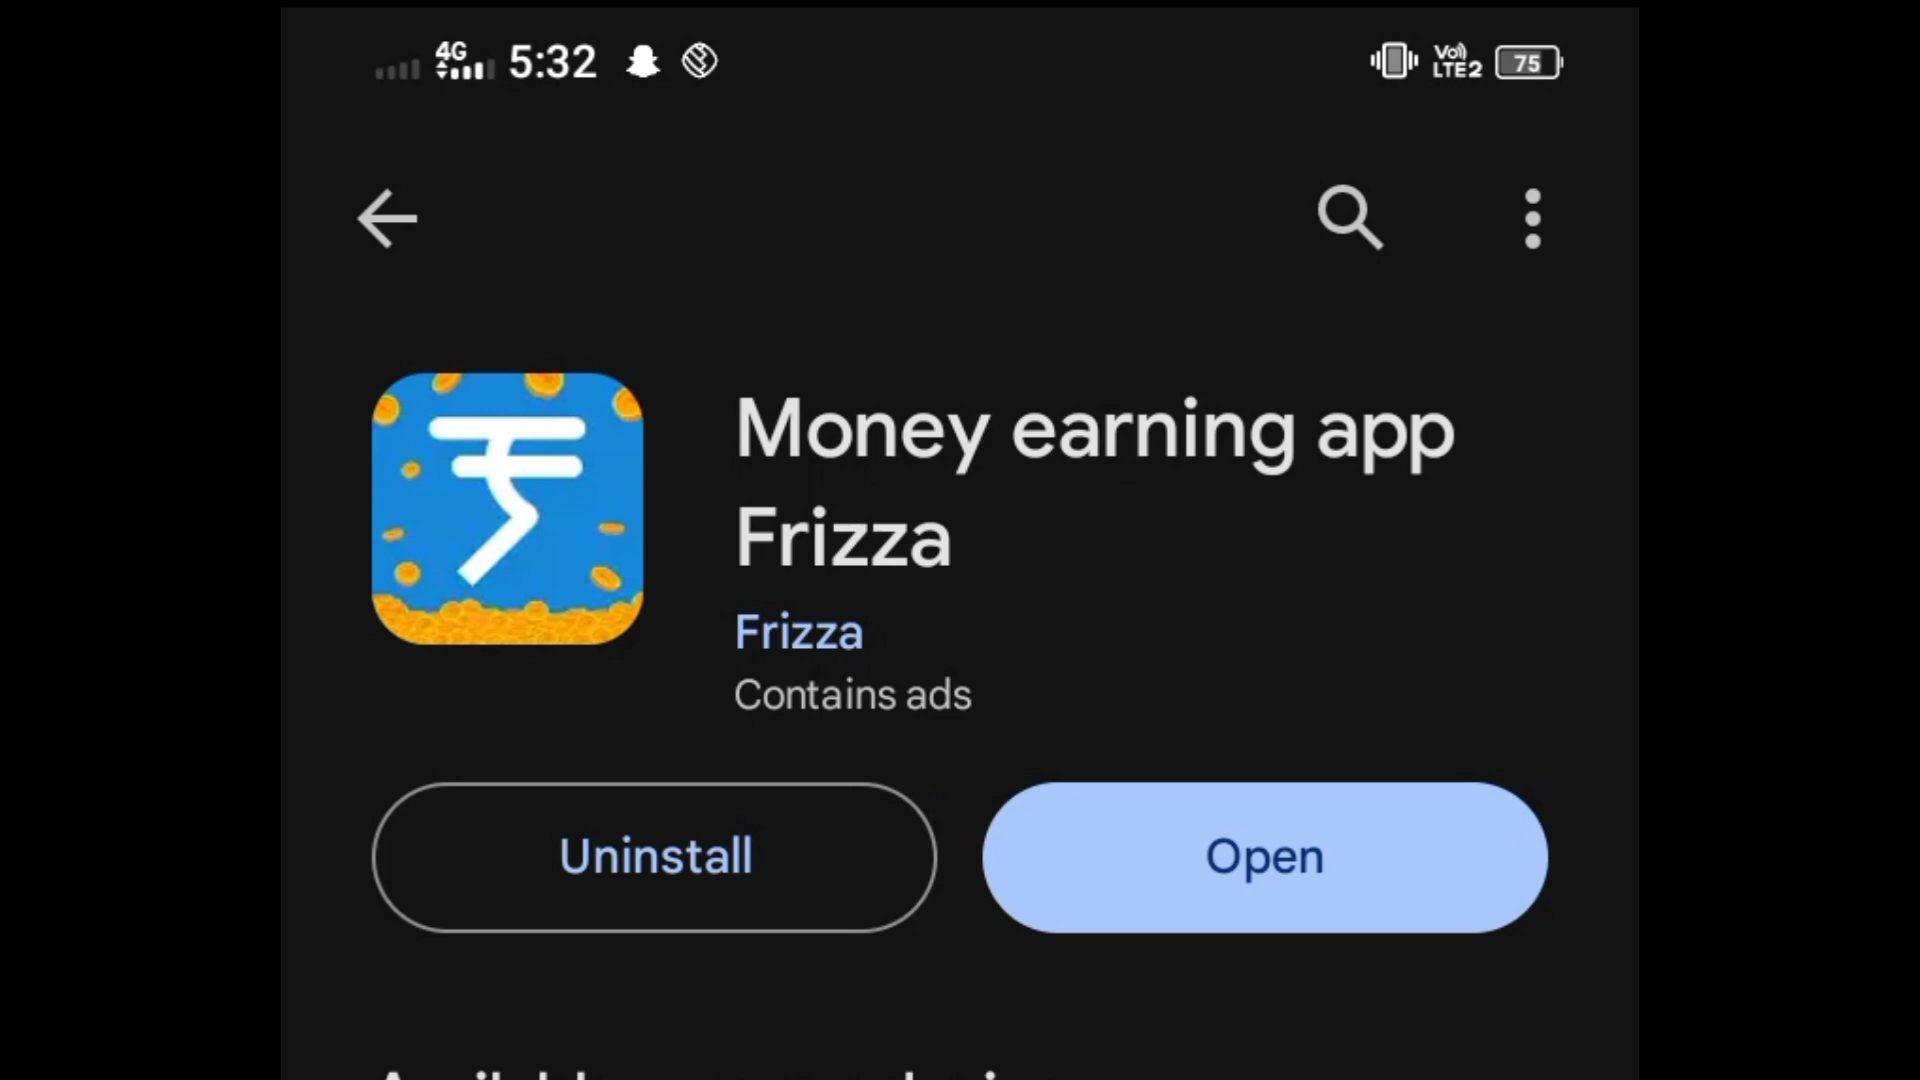 4G 5:32 Vo) LTE2 75
Money earning app
Frizza
Frizza
Contains ads
Uninstall Open